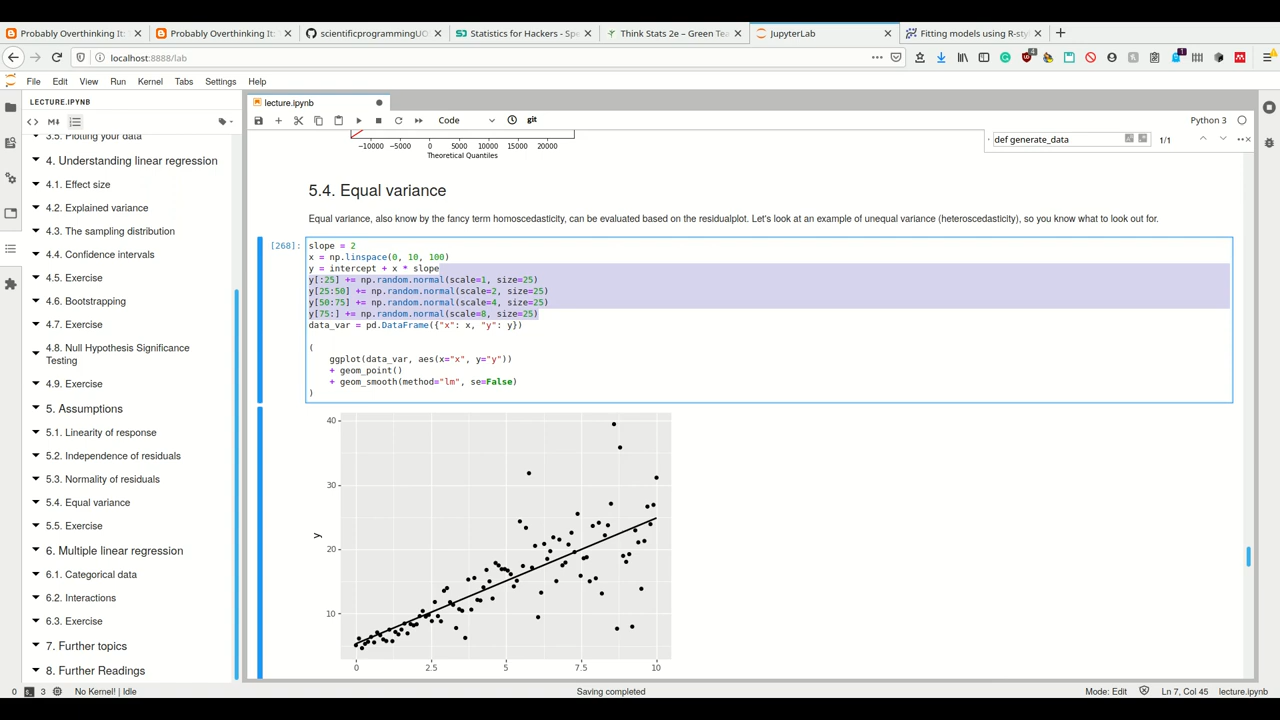 Probably Overthinking It:
Probably Overthinking It:
scientificprogrammingUO
Statistics for Hackers - Spe
Think Stats 2e – Green Tea
JupyterLab
Fitting models using R-styl
localhost:8888/lab
File Edit View Run Kernel Tabs Settings Help
LECTURE.IPYNB
lecture.ipynb
Code
git
Python 3
def generate_data
1/1
3.5. Plotting your data
4. Understanding linear regression
4.1. Effect size
4.2. Explained variance
4.3. The sampling distribution
4.4. Confidence intervals
4.5. Exercise
4.6. Bootstrapping
4.7. Exercise
4.8. Null Hypothesis Significance
Testing
4.9. Exercise
5. Assumptions
5.1. Linearity of response
5.2. Independence of residuals
5.3. Normality of residuals
5.4. Equal variance
5.5. Exercise
6. Multiple linear regression
6.1. Categorical data
6.2. Interactions
6.3. Exercise
7. Further topics
8. Further Readings
−10000 −5000 0 5000 10000 15000 20000
Theoretical Quantiles
5.4. Equal variance
Equal variance, also know by the fancy term homoscedasticity, can be evaluated based on the residualplot. Let's look at an example of unequal variance (heteroscedasticity), so you know what to look out for.
[268]:
slope = 2
x = np.linspace(0, 10, 100)
y = intercept + x * slope
y[:25] += np.random.normal(scale=1, size=25)
y[25:50] += np.random.normal(scale=2, size=25)
y[50:75] += np.random.normal(scale=4, size=25)
y[75:] += np.random.normal(scale=8, size=25)
data_var = pd.DataFrame({"x": x, "y": y})
(
ggplot(data_var, aes(x="x", y="y"))
+ geom_point()
+ geom_smooth(method="lm", se=False)
)
40
30
20
10
y
0 2.5 5 7.5 10
0 3 No Kernel! | Idle
Saving completed
Mode: Edit
Ln 7, Col 45 lecture.ipynb